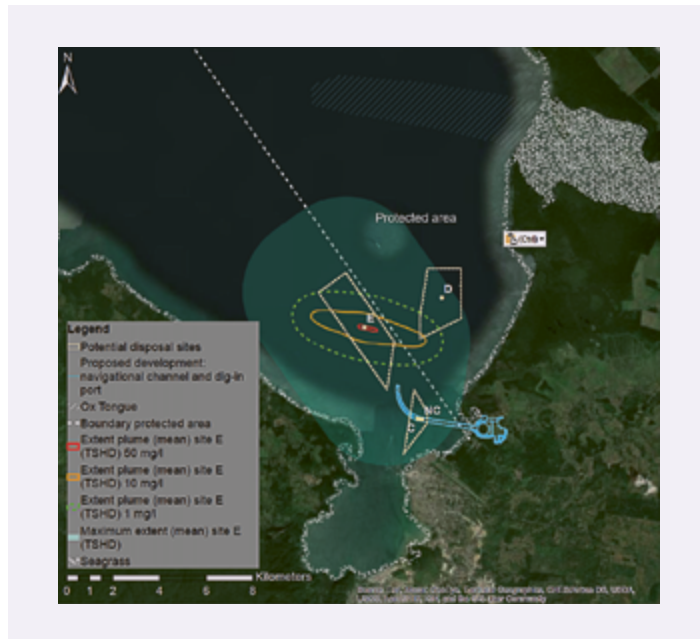 N
Protected area
(Ctrl)
D
E
NC
C
Legend
Potential disposal sites
Proposed development:
navigational channel and dig-in
port
Ox Tongue
Boundary protected area
Extent plume (mean) site E
(TSHD) 50 mg/l
Extent plume (mean) site E
(TSHD) 10 mg/l
Extent plume (mean) site E
(TSHD) 1 mg/l
Maximum extent (mean) site E
(TSHD)
Seagrass
Kilometers
0 1 2 4 6 8